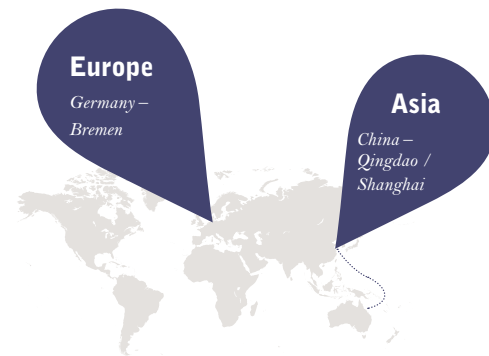 Europe
Germany –
Bremen
Asia
China –
Qingdao /
Shanghai